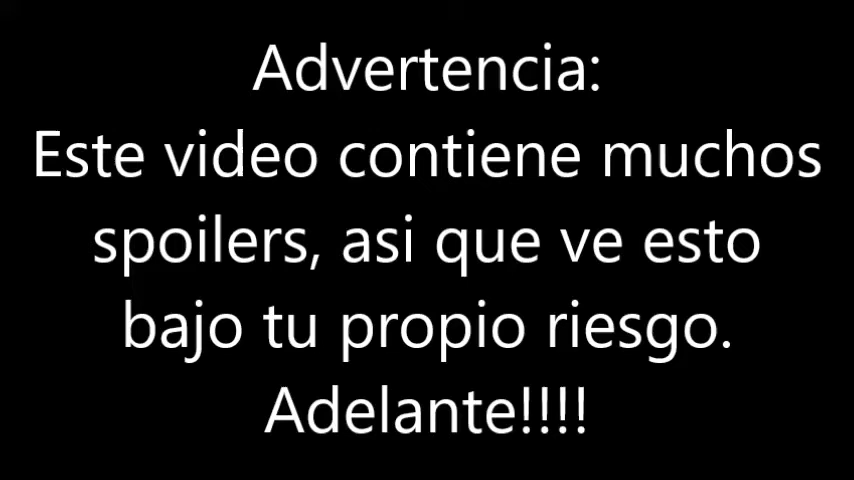 Advertencia:
Este video contiene muchos
spoilers, asi que ve esto
bajo tu propio riesgo.
Adelante!!!!